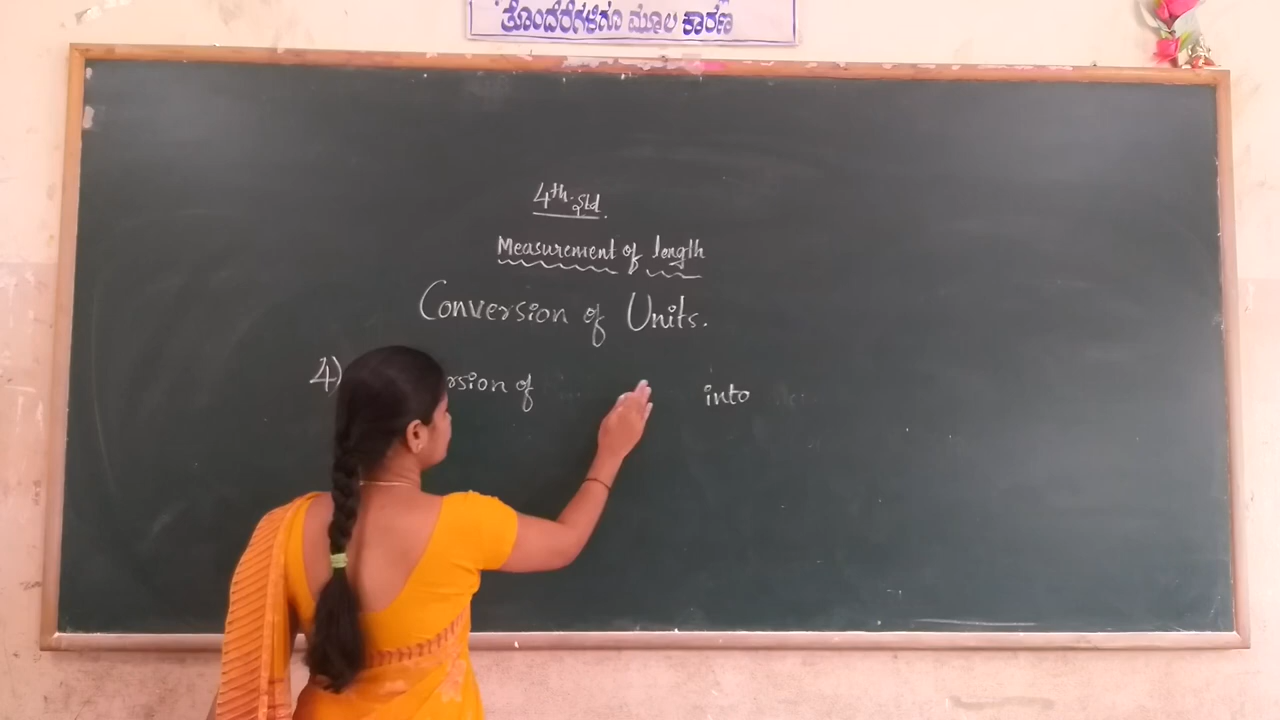 ತೊಂದರೆಗಳಿಗೂ ಮೂಲ ಕಾರಣ
4th Std.
Measurement of length
Conversion of Units.
4) rsion of into